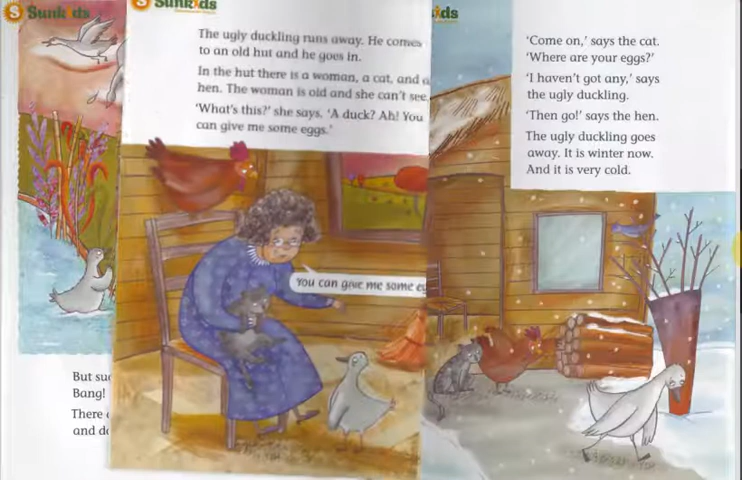 Sunkids
But
Bang!
There
and
Sunkids
The ugly duckling runs away. He comes
to an old hut and he goes in.
In the hut there is a woman, a cat, and a
hen. The woman is old and she can't see.
'What's this?' she says. 'A duck? Ah! You
can give me some eggs.'
You can give me some
'Come on,' says the cat.
'Where are your eggs?'
'I haven't got any,' says
the ugly duckling.
'Then go!' says the hen.
The ugly duckling goes
away. It is winter now.
And it is very cold.